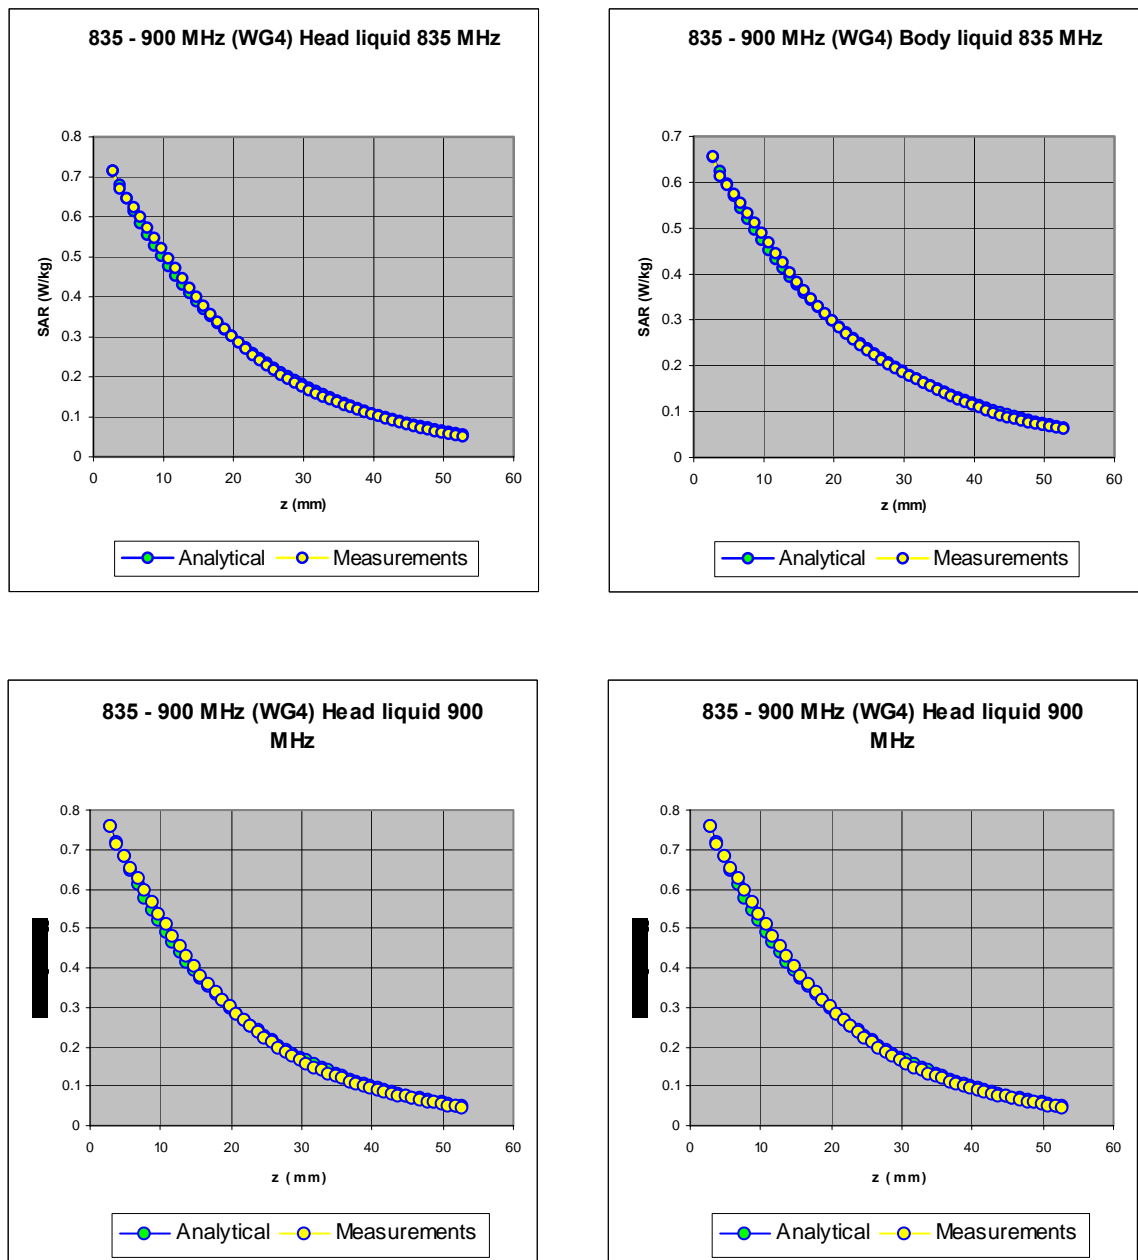 835 - 900 MHz (WG4) Head liquid 835 MHz
0.8
0.7
0.6
0.5
0.4
0.3
0.2
0.1
0
SAR (W/kg)
0 10 20 30 40 50 60
z (mm)
Analytical Measurements
835 - 900 MHz (WG4) Body liquid 835 MHz
0.7
0.6
0.5
0.4
0.3
0.2
0.1
0
SAR (W/kg)
0 10 20 30 40 50 60
z (mm)
Analytical Measurements
835 - 900 MHz (WG4) Head liquid 900
MHz
0.8
0.7
0.6
0.5
0.4
0.3
0.2
0.1
0
0 10 20 30 40 50 60
z (mm)
Analytical Measurements
835 - 900 MHz (WG4) Head liquid 900
MHz
0.8
0.7
0.6
0.5
0.4
0.3
0.2
0.1
0
0 10 20 30 40 50 60
z (mm)
Analytical Measurements